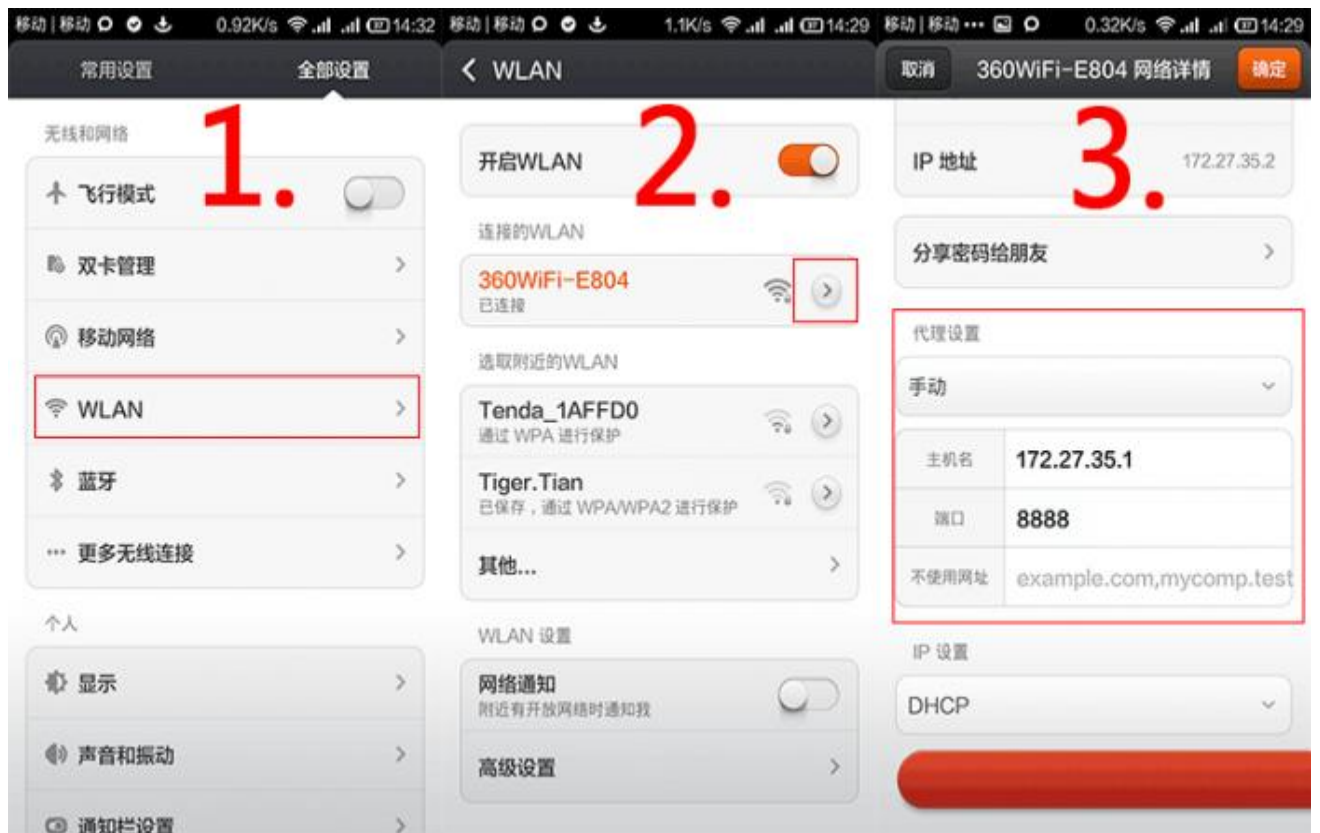 移动 | 移动 0.92K/s 37 14:32
常用设置 全部设置
1.
无线和网络
飞行模式
双卡管理
移动网络
WLAN
蓝牙
更多无线连接
个人
显示
声音和振动
通知栏设置
移动 | 移动 1.1K/s 37 14:29
WLAN
2.
开启WLAN
连接的WLAN
360WiFi-E804
已连接
选取附近的WLAN
Tenda_1AFFD0
通过 WPA 进行保护
Tiger.Tian
已保存，通过 WPA/WPA2 进行保护
其他...
WLAN 设置
网络通知
附近有开放网络时通知我
高级设置
移动 | 移动 ··· 0.32K/s 37 14:29
取消 360WiFi-E804 网络详情 确定
3.
IP 地址 172.27.35.2
分享密码给朋友
代理设置
手动
主机名 172.27.35.1
端口 8888
不使用网址 example.com,mycomp.test
IP 设置
DHCP